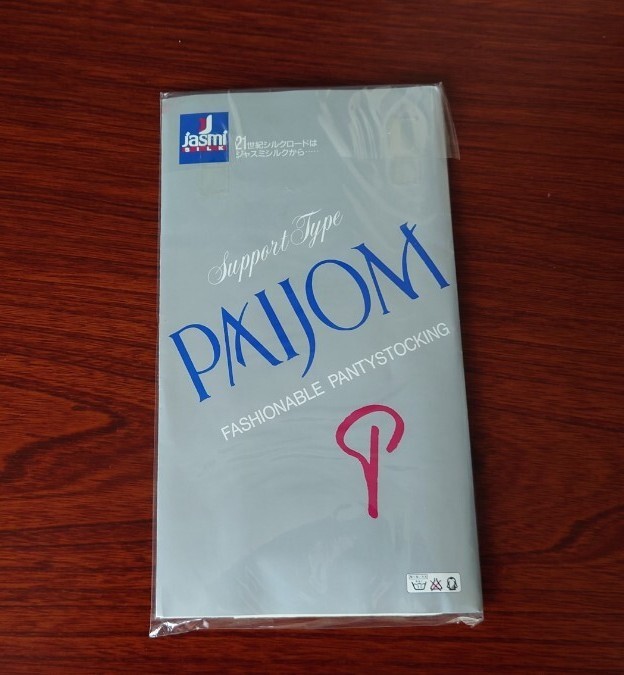 Jasmi
SILK
21世紀シルクロードは
ジャスミシルクから……
Support Type
PAIJOM
FASHIONABLE PANTYSTOCKING
P